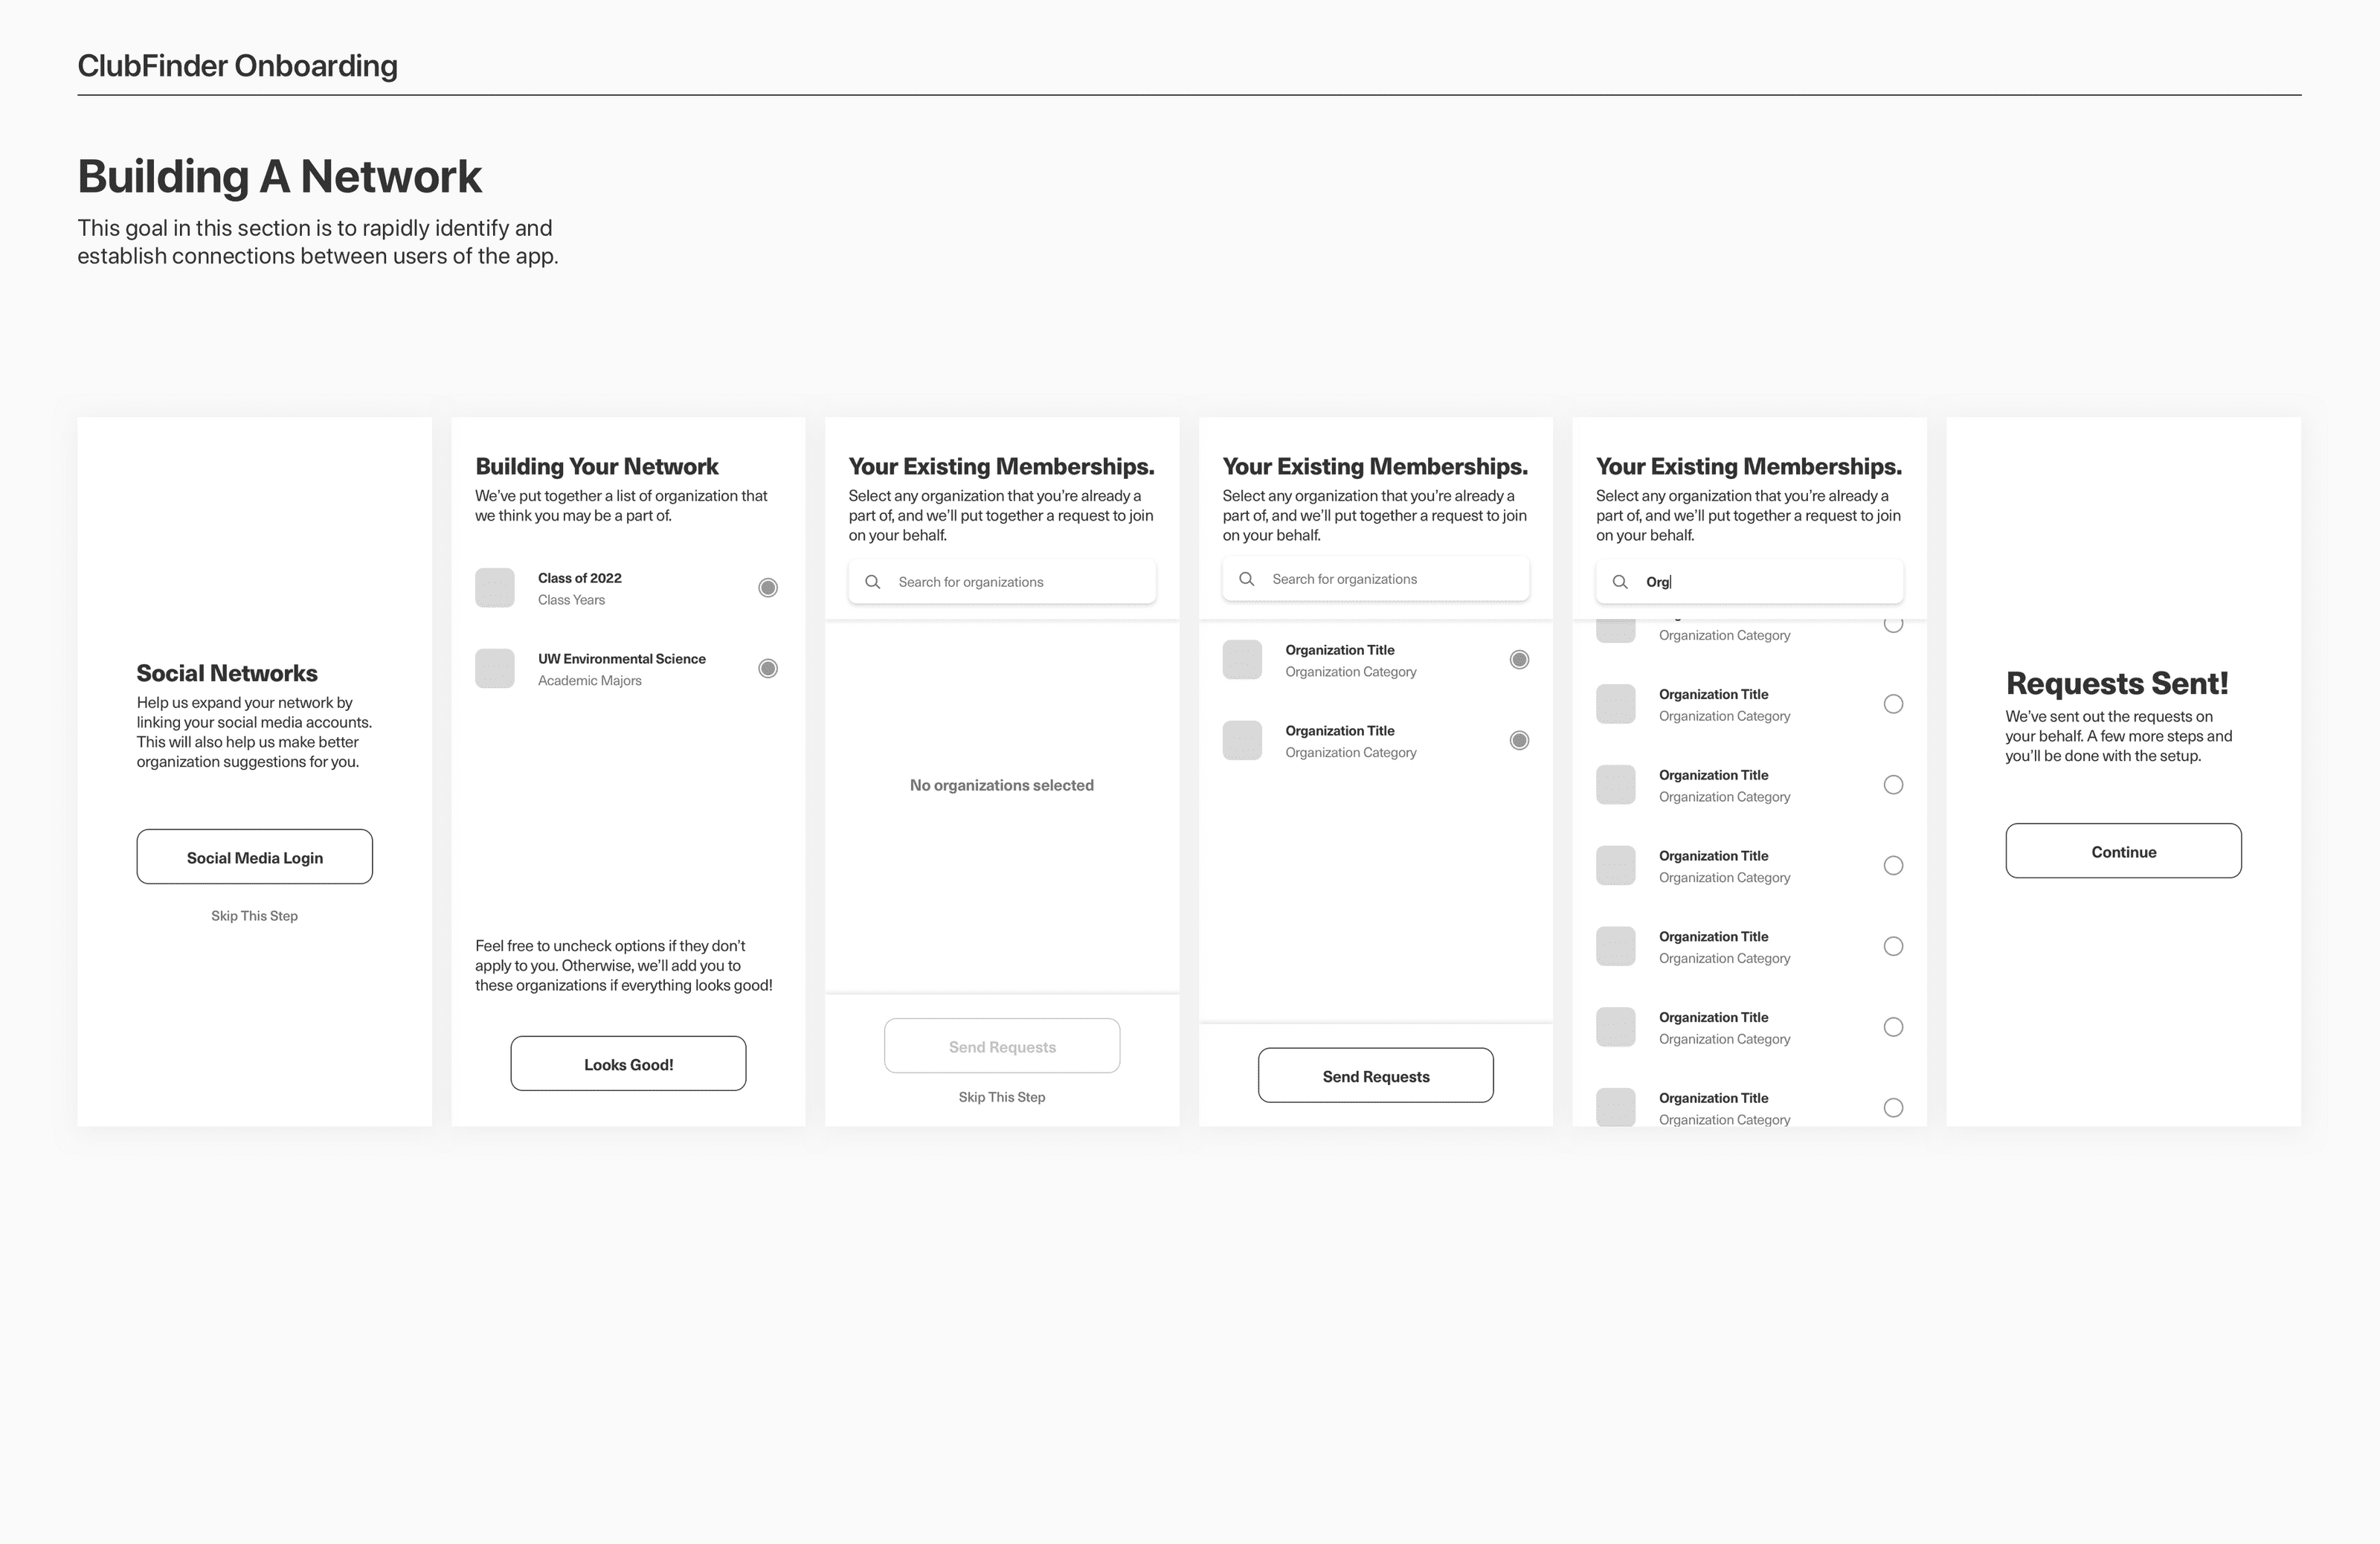 ClubFinder Onboarding
Building A Network
This goal in this section is to rapidly identify and
establish connections between users of the app.
Social Networks
Help us expand your network by
linking your social media accounts.
This will also help us make better
organization suggestions for you.
Social Media Login
Skip This Step
Building Your Network
We’ve put together a list of organization that
we think you may be a part of.
Class of 2022
Class Years
UW Environmental Science
Academic Majors
Feel free to uncheck options if they don’t
apply to you. Otherwise, we’ll add you to
these organizations if everything looks good!
Looks Good!
Your Existing Memberships.
Select any organization that you’re already a
part of, and we’ll put together a request to join
on your behalf.
Search for organizations
No organizations selected
Send Requests
Skip This Step
Your Existing Memberships.
Select any organization that you’re already a
part of, and we’ll put together a request to join
on your behalf.
Search for organizations
Organization Title
Organization Category
Organization Title
Organization Category
Send Requests
Your Existing Memberships.
Select any organization that you’re already a
part of, and we’ll put together a request to join
on your behalf.
Org
Organization Category
Organization Title
Organization Category
Organization Title
Organization Category
Organization Title
Organization Category
Organization Title
Organization Category
Organization Title
Organization Category
Organization Title
Organization Category
Requests Sent!
We’ve sent out the requests on
your behalf. A few more steps and
you’ll be done with the setup.
Continue